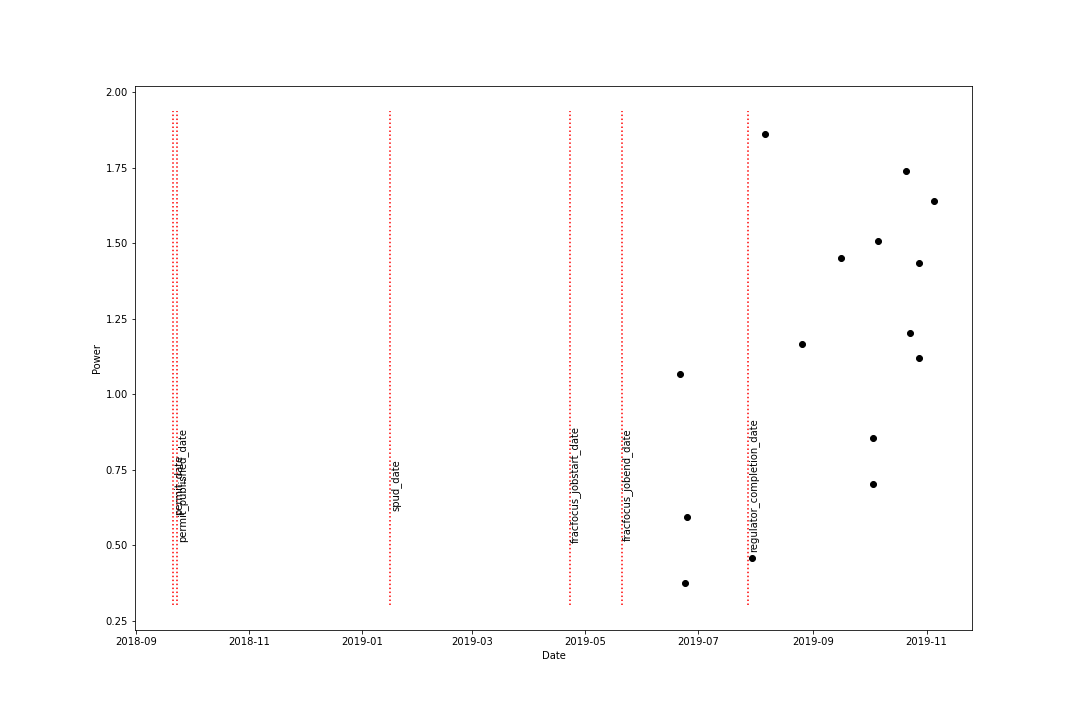 2.00
1.75
1.50
1.25
1.00
0.75
0.50
0.25
Power
permit_date
permit_published_date
spud_date
fracfocus_jobstart_date
fracfocus_jobend_date
regulator_completion_date
2018-09 2018-11 2019-01 2019-03 2019-05 2019-07 2019-09 2019-11
Date